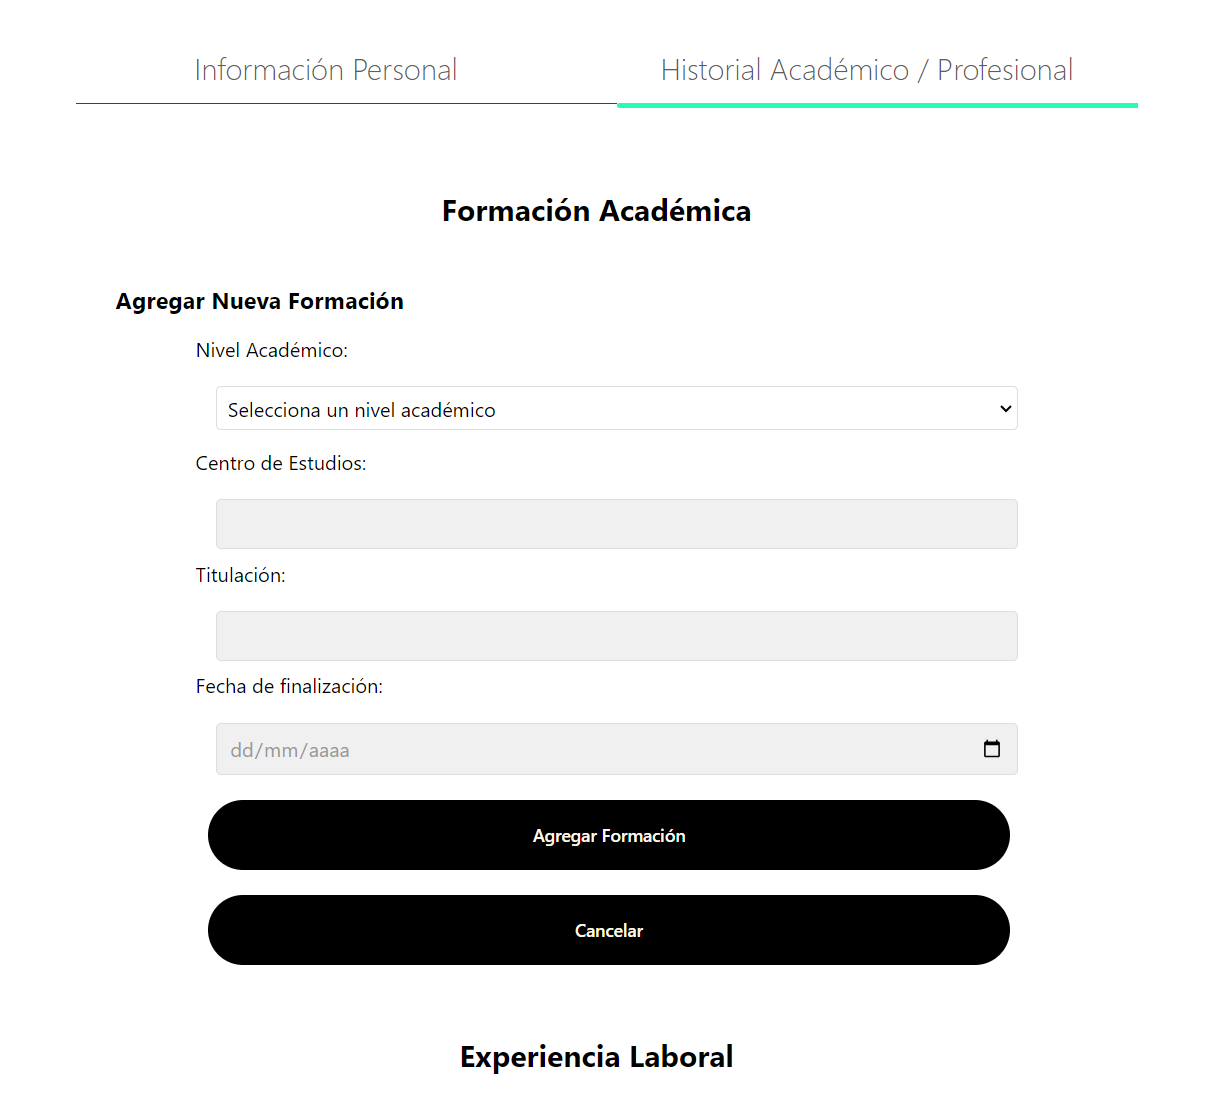 Información Personal
Historial Académico / Profesional
Formación Académica
Agregar Nueva Formación
Nivel Académico:
Selecciona un nivel académico
Centro de Estudios:
Titulación:
Fecha de finalización:
dd/mm/aaaa
Agregar Formación
Cancelar
Experiencia Laboral